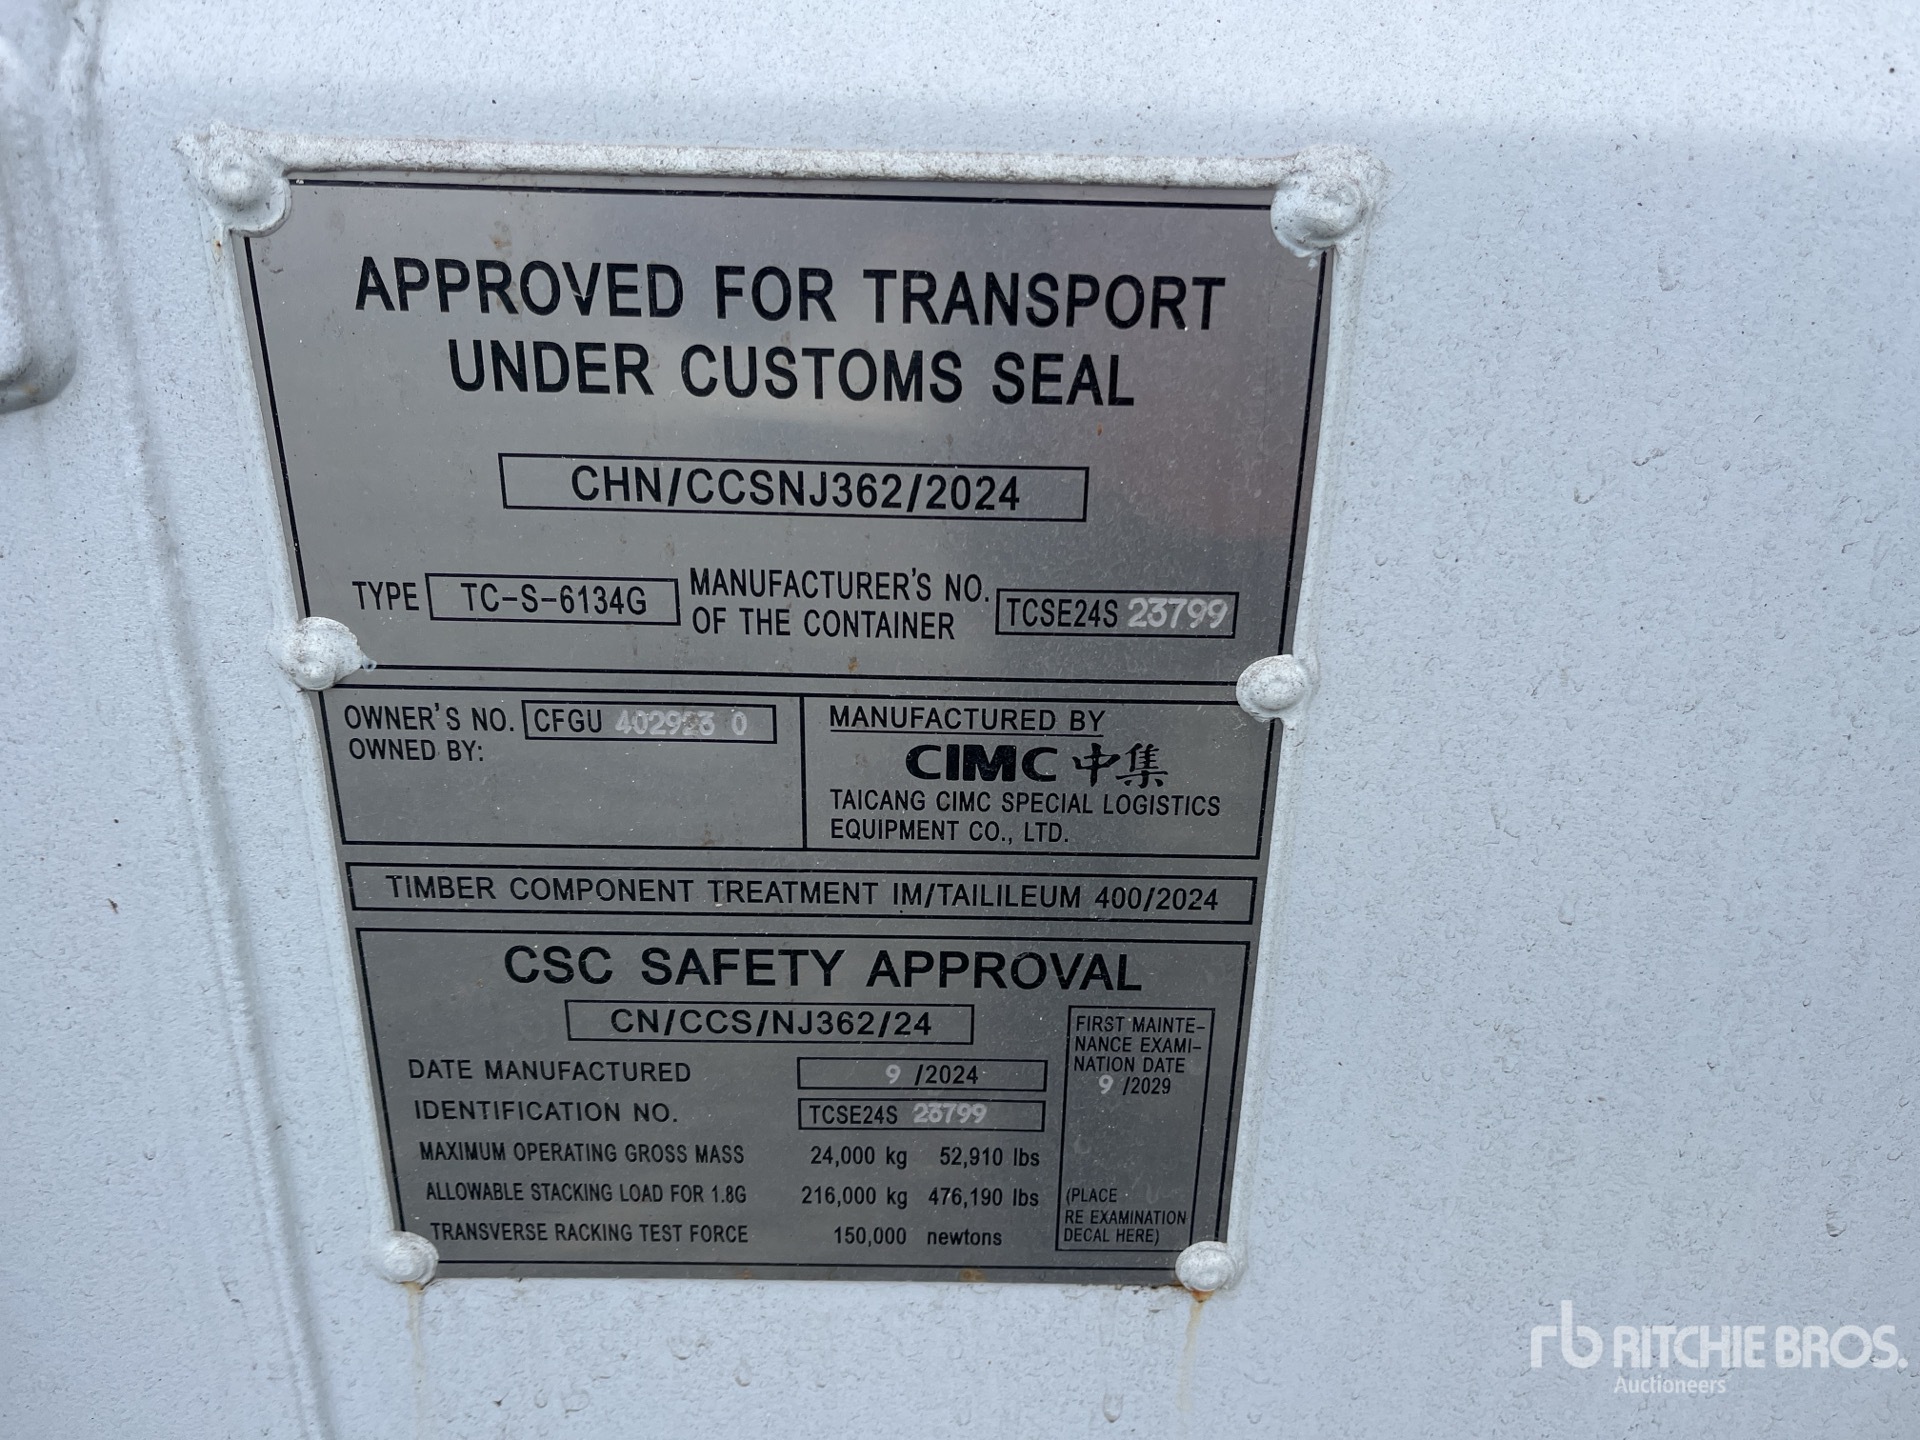 APPROVED FOR TRANSPORT
UNDER CUSTOMS SEAL
CHN/CCSNJ362/2024
TYPE TC-S-6134G
MANUFACTURER'S NO.
OF THE CONTAINER
TCSE24S 23799
OWNER'S NO. CFGU
OWNED BY:
MANUFACTURED BY
CIMC 中集
TAICANG CIMC SPECIAL LOGISTICS
EQUIPMENT CO., LTD.
TIMBER COMPONENT TREATMENT IM/TAILILEUM 400/2024
CSC SAFETY APPROVAL
CN/CCS/NJ362/24
DATE MANUFACTURED 9 /2024
IDENTIFICATION NO. TCSE24S 23799
MAXIMUM OPERATING GROSS MASS 24,000 kg 52,910 lbs
ALLOWABLE STACKING LOAD FOR 1.8G 216,000 kg 476,190 lbs
TRANSVERSE RACKING TEST FORCE 150,000 newtons
FIRST MAINTE-
NANCE EXAMI-
NATION DATE
9 /2029
(PLACE
RE EXAMINATION
DECAL HERE)
rb RITCHIE BROS.
Auctioneers